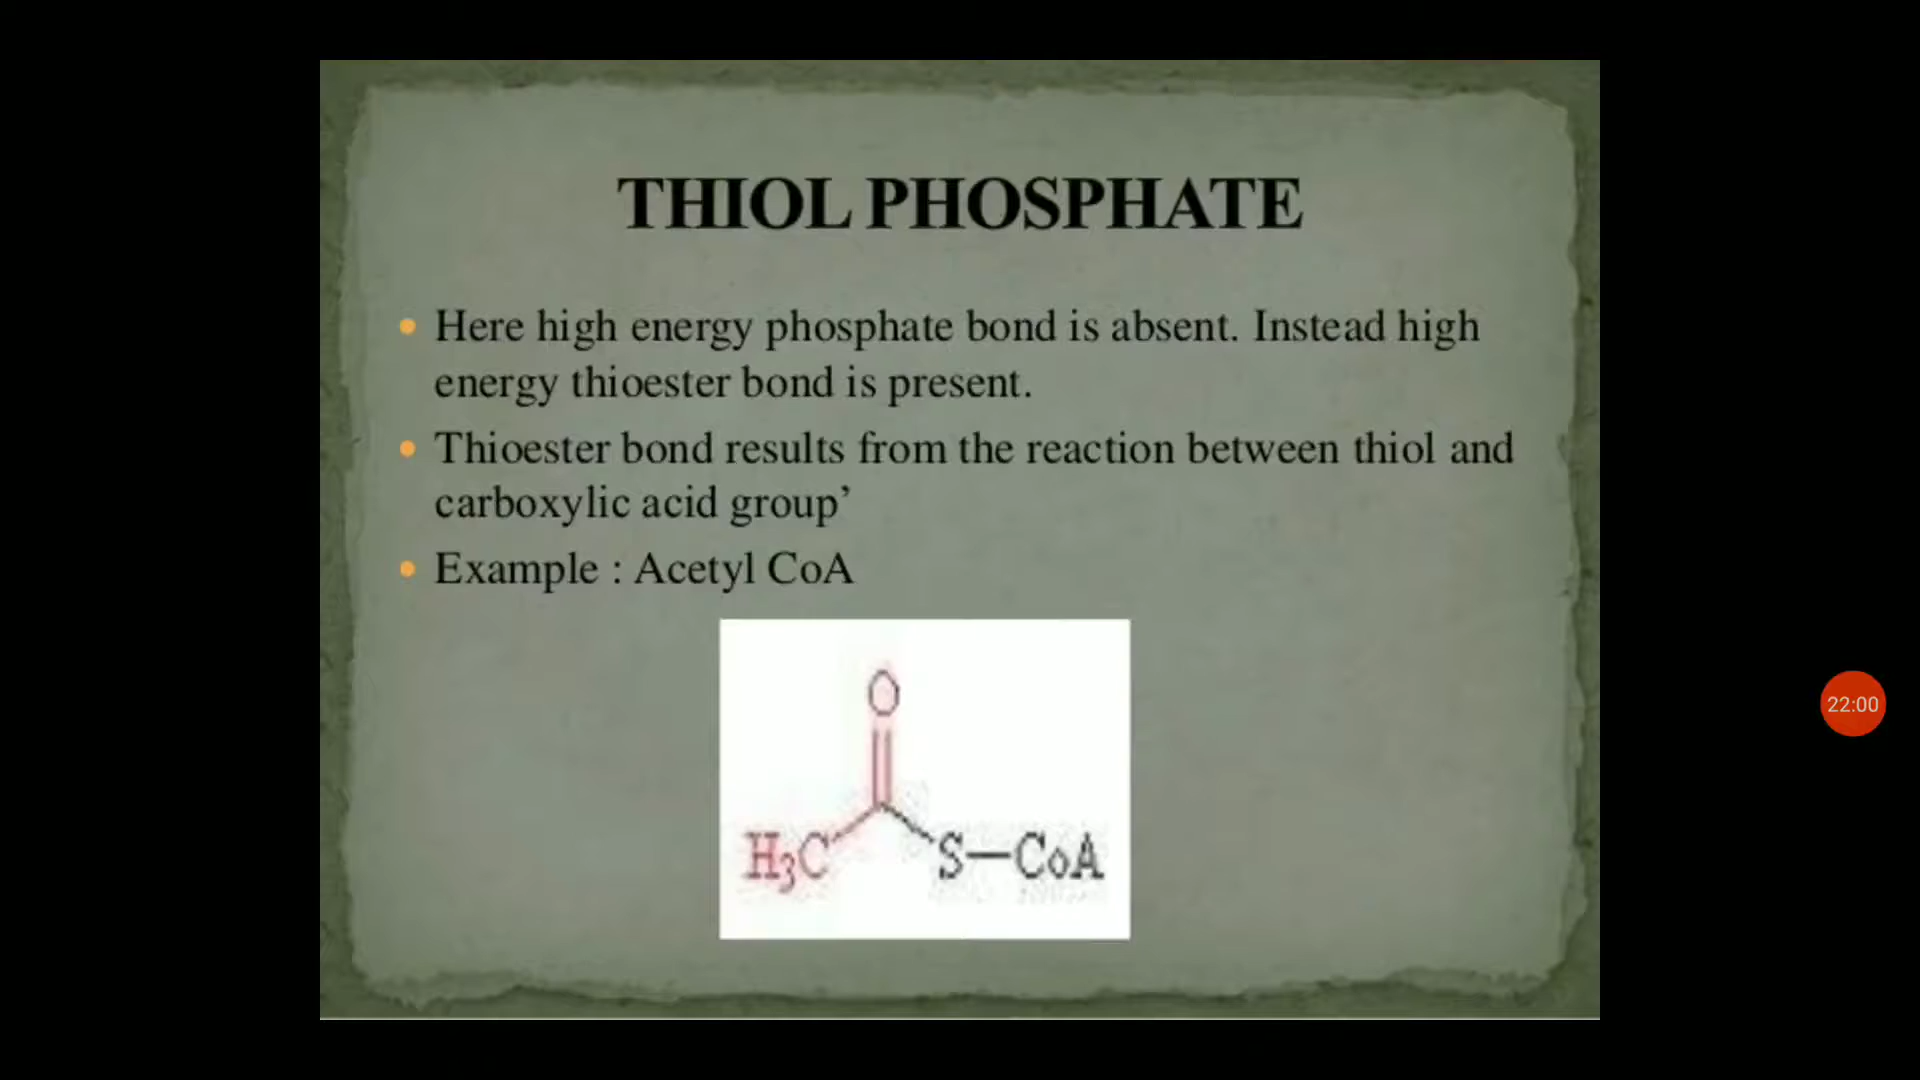 THIOL PHOSPHATE
• Here high energy phosphate bond is absent. Instead high
energy thioester bond is present.
• Thioester bond results from the reaction between thiol and
carboxylic acid group’
• Example : Acetyl CoA
O
H₃C S—CoA
22:00